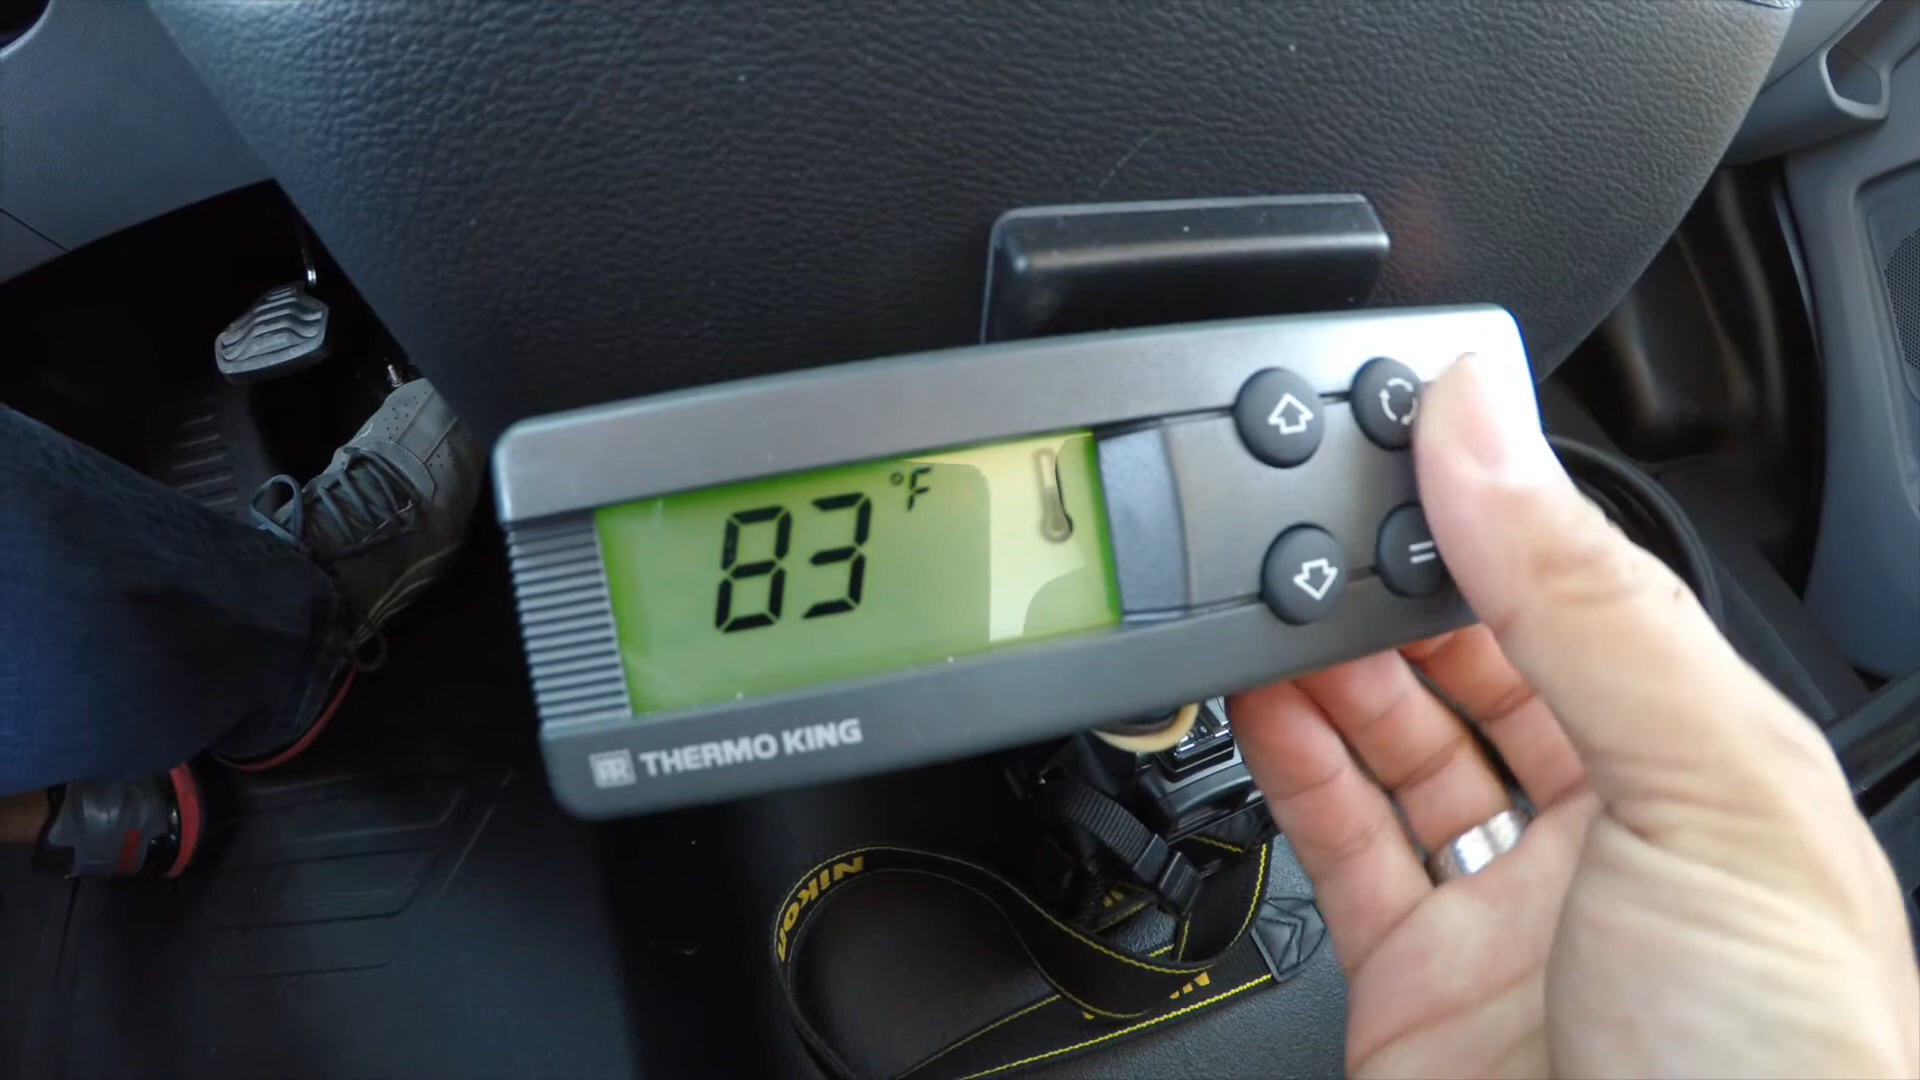 83 °F
=
THERMO KING
Nikon